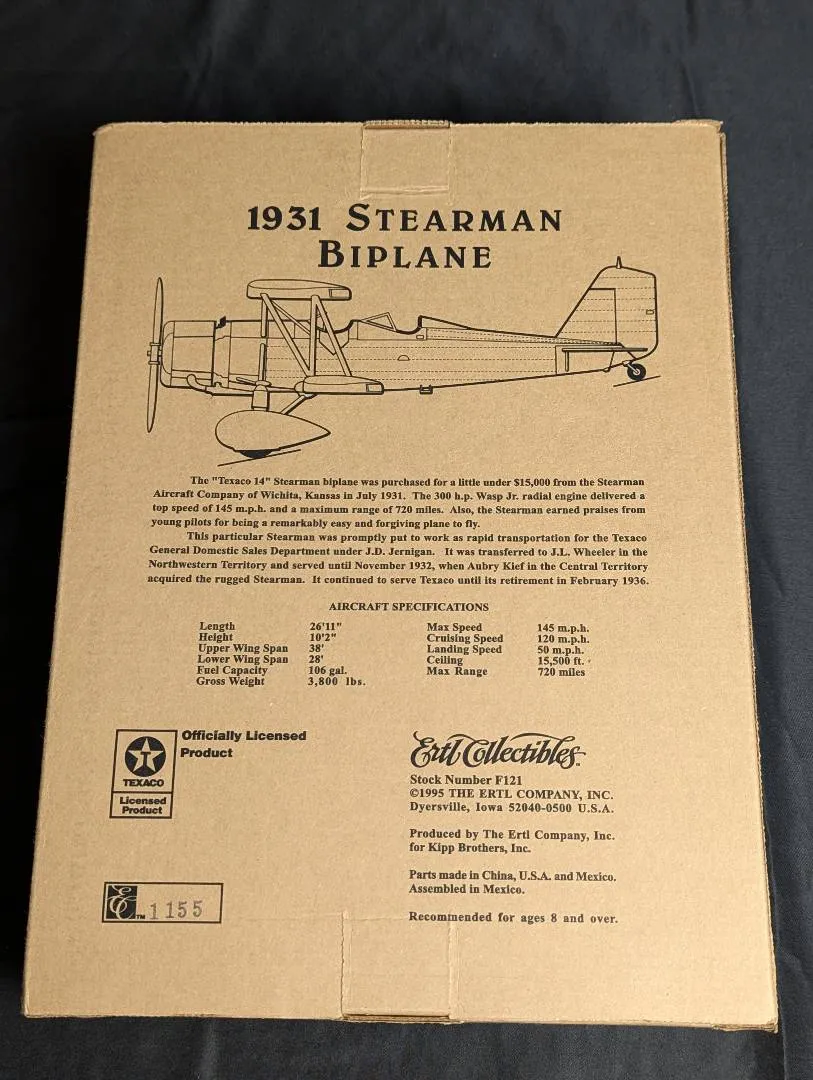 1931 STEARMAN
BIPLANE
The "Texaco 14" Stearman biplane was purchased for a little under $15,000 from the Stearman
Aircraft Company of Wichita, Kansas in July 1931. The 300 h.p. Wasp Jr. radial engine delivered a
top speed of 145 m.p.h. and a maximum range of 720 miles. Also, the Stearman earned praises from
young pilots for being a remarkably easy and forgiving plane to fly.
This particular Stearman was promptly put to work as rapid transportation for the Texaco
General Domestic Sales Department under J.D. Jernigan. It was transferred to J.L. Wheeler in the
Northwestern Territory and served until November 1932, when Aubry Kief in the Central Territory
acquired the rugged Stearman. It continued to serve Texaco until its retirement in February 1936.
AIRCRAFT SPECIFICATIONS
Length 26'11"
Height 10'2"
Upper Wing Span 38'
Lower Wing Span 28'
Fuel Capacity 106 gal.
Gross Weight 3,800 lbs.
Max Speed 145 m.p.h.
Cruising Speed 120 m.p.h.
Landing Speed 50 m.p.h.
Ceiling 15,500 ft.
Max Range 720 miles
Officially Licensed
Product
T
TEXACO
Licensed
Product
Ertl Collectibles™
Stock Number F121
©1995 THE ERTL COMPANY, INC.
Dyersville, Iowa 52040-0500 U.S.A.
Produced by The Ertl Company, Inc.
for Kipp Brothers, Inc.
Parts made in China, U.S.A. and Mexico.
Assembled in Mexico.
Recommended for ages 8 and over.
E™ 1155